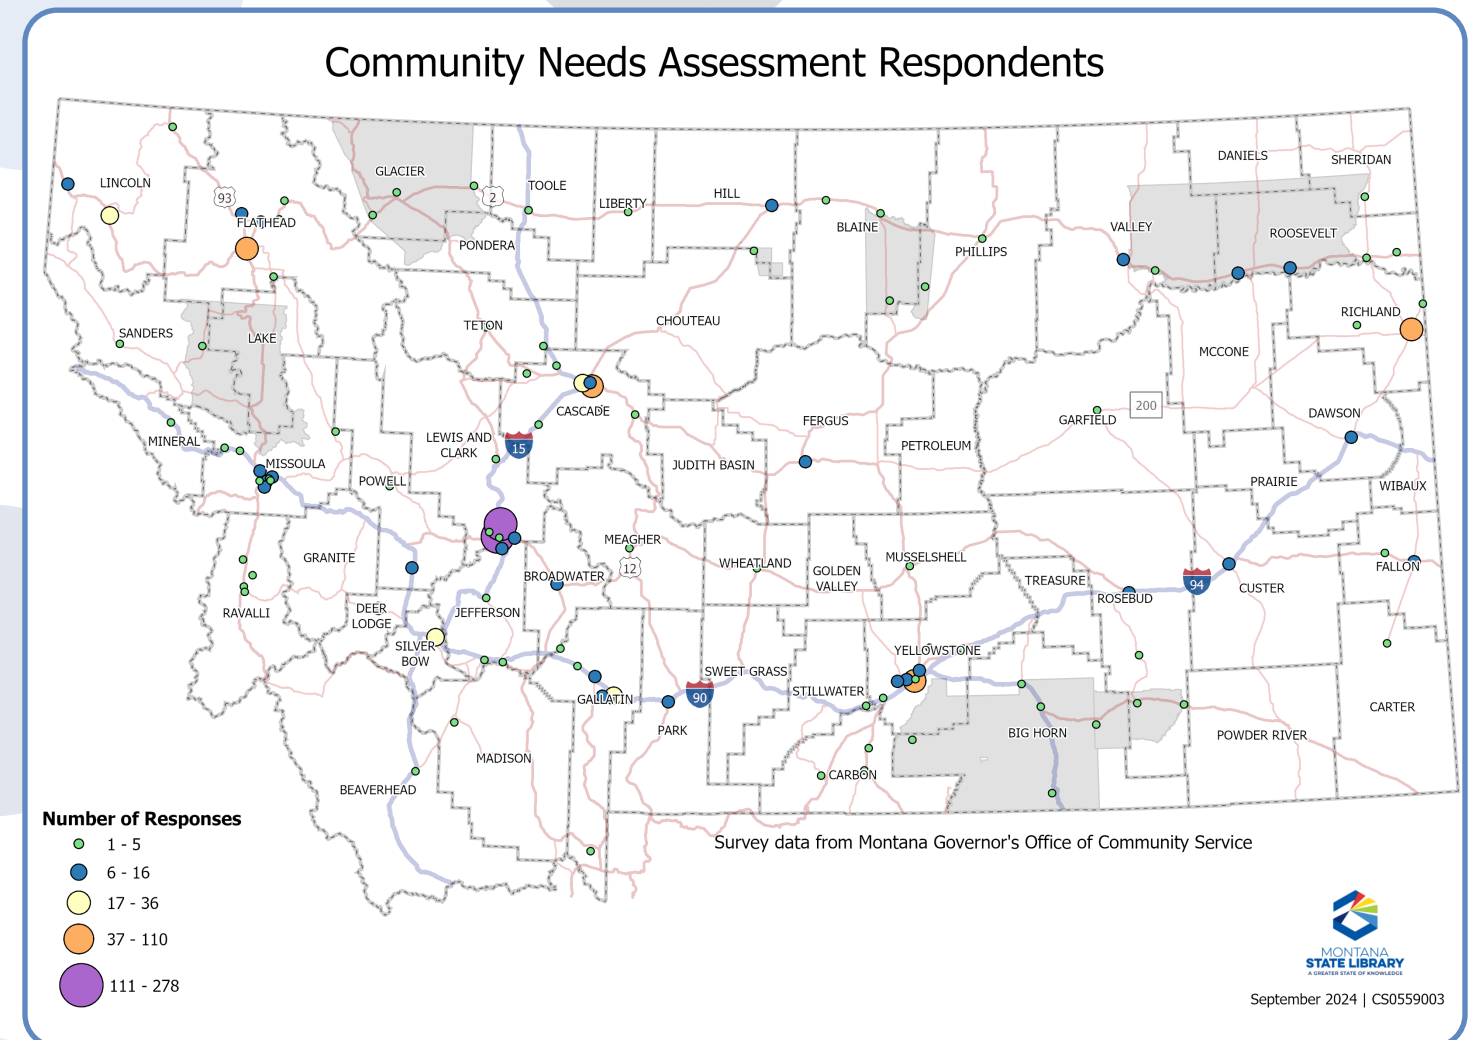 Community Needs Assessment Respondents
LINCOLN
93
FLATHEAD
GLACIER
2
TOOLE
PONDERA
LIBERTY
HILL
BLAINE
PHILLIPS
VALLEY
DANIELS
SHERIDAN
ROOSEVELT
SANDERS
LAKE
TETON
CHOUTEAU
MCCONE
RICHLAND
MINERAL
MISSOULA
POWELL
LEWIS AND
CLARK
15
CASCADE
JUDITH BASIN
FERGUS
PETROLEUM
GARFIELD
200
DAWSON
PRAIRIE
WIBAUX
GRANITE
RAVALLI
DEER
LODGE
SILVER
BOW
JEFFERSON
BROADWATER
MEAGHER
12
WHEATLAND
GOLDEN
VALLEY
MUSSELSHELL
TREASURE
ROSEBUD
94
CUSTER
FALLON
GALLATIN
PARK
90
SWEET GRASS
STILLWATER
YELLOWSTONE
BIG HORN
POWDER RIVER
CARTER
BEAVERHEAD
MADISON
CARBON
Number of Responses
1 - 5
6 - 16
17 - 36
37 - 110
111 - 278
Survey data from Montana Governor's Office of Community Service
MONTANA
STATE LIBRARY
A GREATER STATE OF KNOWLEDGE
September 2024 | CS0559003